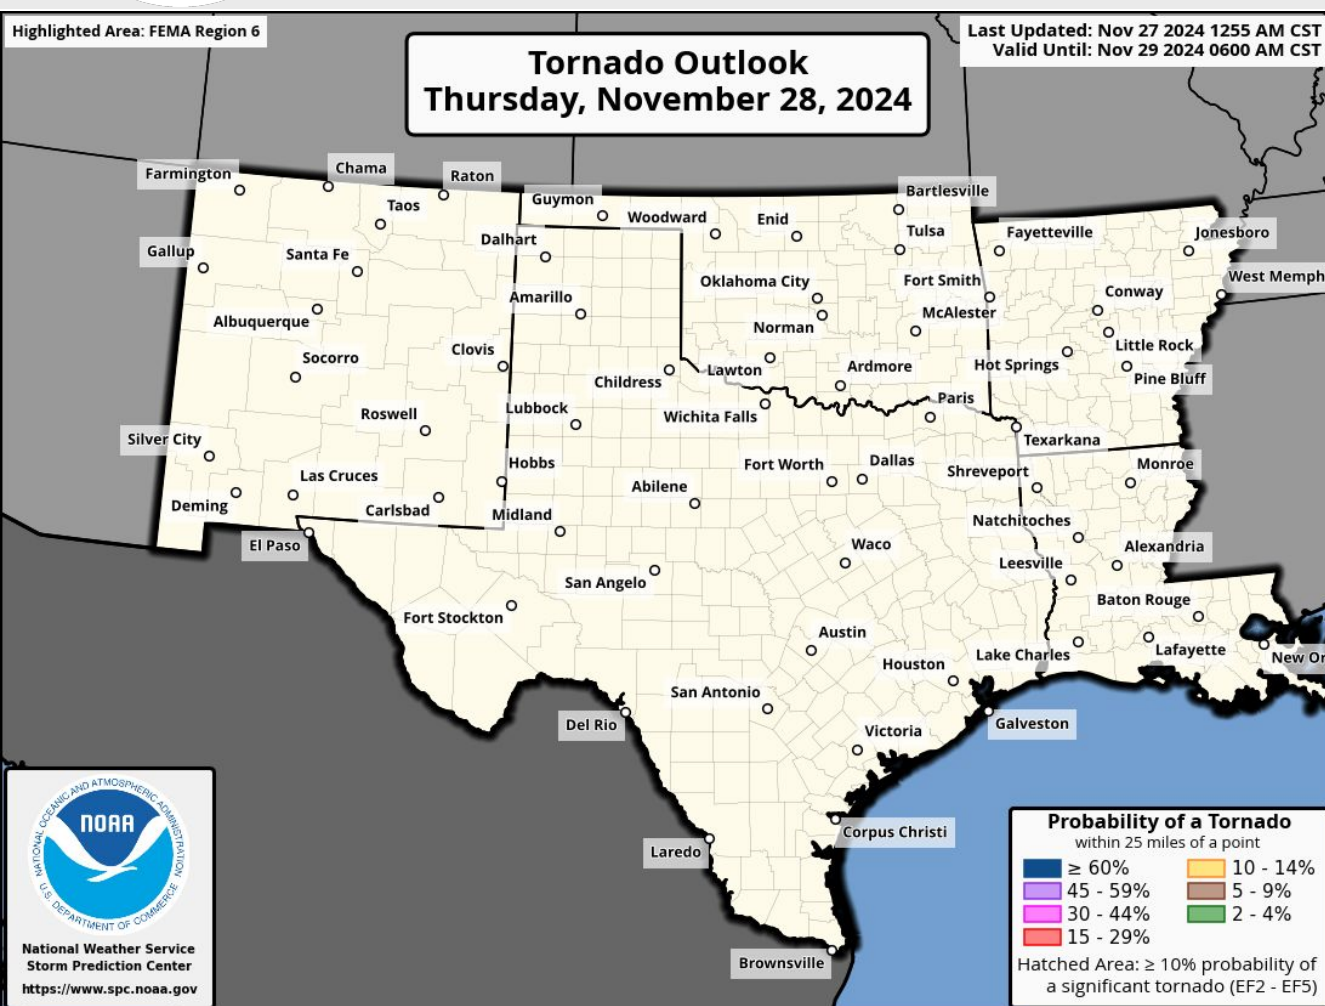 Highlighted Area: FEMA Region 6
Last Updated: Nov 27 2024 1255 AM CST
Valid Until: Nov 29 2024 0600 AM CST
Tornado Outlook
Thursday, November 28, 2024
Farmington
Chama
Raton
Taos
Guymon
Woodward
Enid
Bartlesville
Tulsa
Fayetteville
Jonesboro
Gallup
Santa Fe
Dalhart
Oklahoma City
Fort Smith
West Memph
Albuquerque
Amarillo
Norman
McAlester
Conway
Little Rock
Socorro
Clovis
Childress
Lawton
Ardmore
Hot Springs
Pine Bluff
Roswell
Lubbock
Wichita Falls
Paris
Texarkana
Silver City
Las Cruces
Hobbs
Abilene
Fort Worth
Dallas
Shreveport
Monroe
Deming
Carlsbad
Midland
Natchitoches
El Paso
San Angelo
Waco
Leesville
Alexandria
Fort Stockton
Austin
Baton Rouge
Houston
Lake Charles
Lafayette
New Or
San Antonio
Del Rio
Victoria
Galveston
Laredo
Corpus Christi
Brownsville
NATIONAL OCEANIC AND ATMOSPHERIC ADMINISTRATION
NOAA
U.S. DEPARTMENT OF COMMERCE
National Weather Service
Storm Prediction Center
https://www.spc.noaa.gov
Probability of a Tornado
within 25 miles of a point
≥ 60%
10 - 14%
45 - 59%
5 - 9%
30 - 44%
2 - 4%
15 - 29%
Hatched Area: ≥ 10% probability of
a significant tornado (EF2 - EF5)